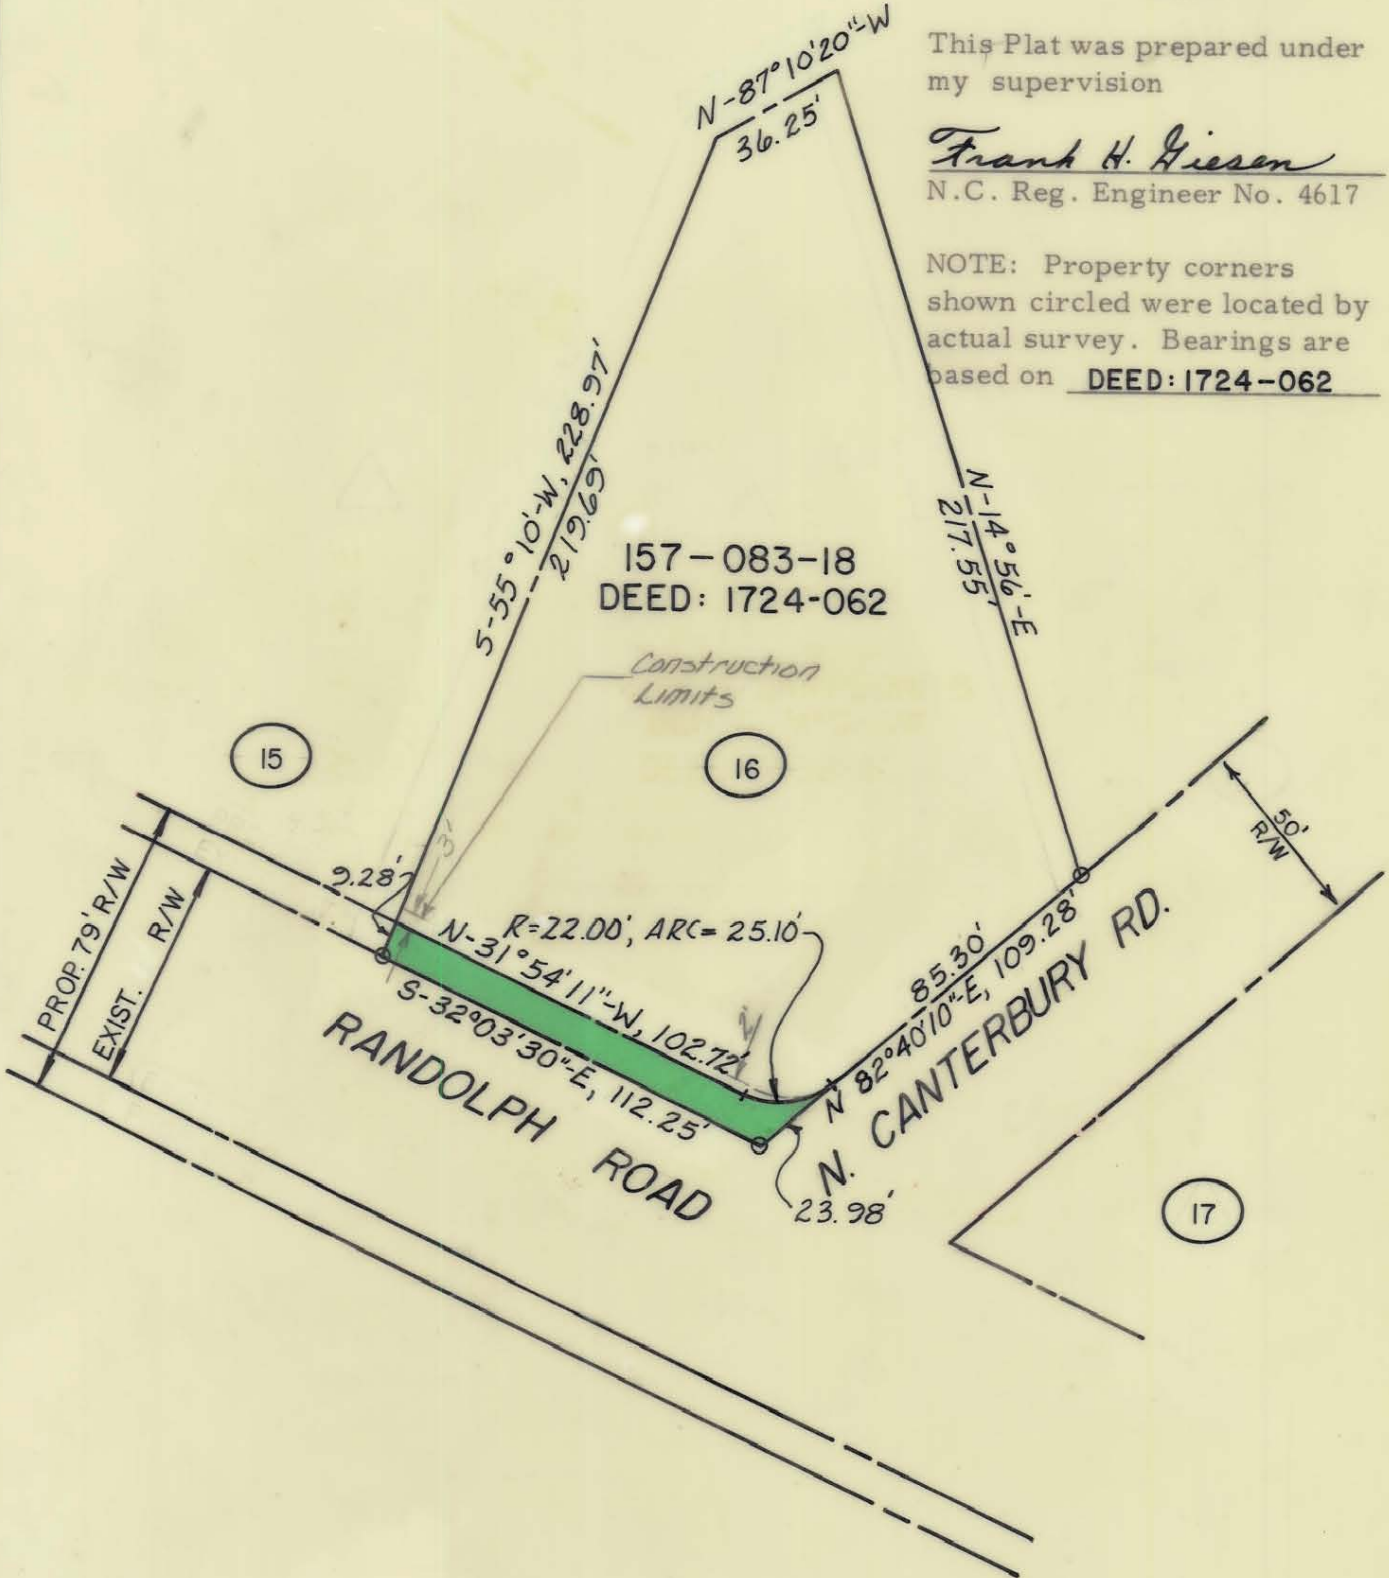 This Plat was prepared under
my supervision
Frank H. Giesen
N.C. Reg. Engineer No. 4617
NOTE: Property corners
shown circled were located by
actual survey. Bearings are
based on DEED: 1724-062
N-87°10'20"-W
36.25'
S-55°10'-W, 228.97'
219.69'
N-14°56'-E
217.55'
157-083-18
DEED: 1724-062
Construction
Limits
15
16
50'
R/W
3'
9.28'
PROP. 79' R/W
EXIST. R/W
R=22.00', ARC= 25.10'
N-31°54'11"-W, 102.72'
S-32°03'30"-E, 112.25'
2'
85.30'
N 82°40'10"-E, 109.28'
N. CANTERBURY RD.
RANDOLPH ROAD
23.98'
17